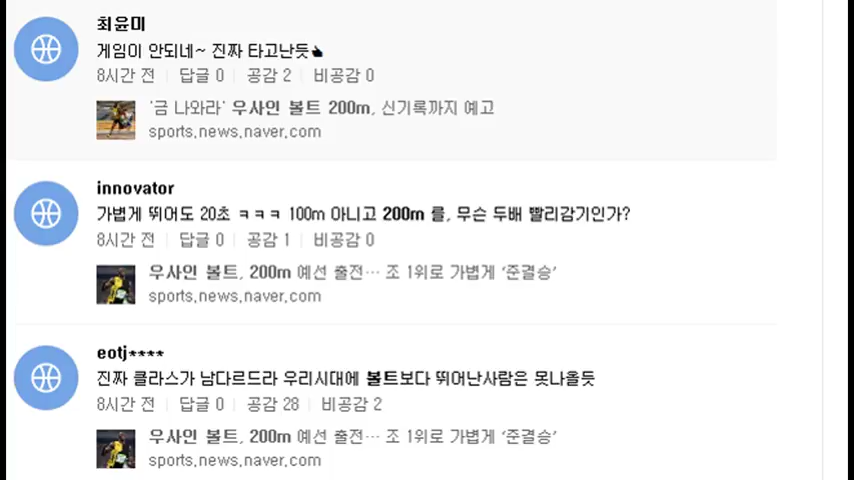 최윤미
게임이 안되네~ 진짜 타고난듯
8시간 전 답글 0 공감 2 비공감 0
'금 나와라' 우사인 볼트 200m, 신기록까지 예고
sports.news.naver.com
innovator
가볍게 뛰어도 20초 ㅋㅋㅋ 100m 아니고 200m 를, 무슨 두배 빨리감기인가?
8시간 전 답글 0 공감 1 비공감 0
우사인 볼트, 200m 예선 출전… 조 1위로 가볍게 '준결승'
sports.news.naver.com
eotj****
진짜 클라스가 남다르드라 우리시대에 볼트보다 뛰어난사람은 못나올듯
8시간 전 답글 0 공감 28 비공감 2
우사인 볼트, 200m 예선 출전… 조 1위로 가볍게 '준결승'
sports.news.naver.com